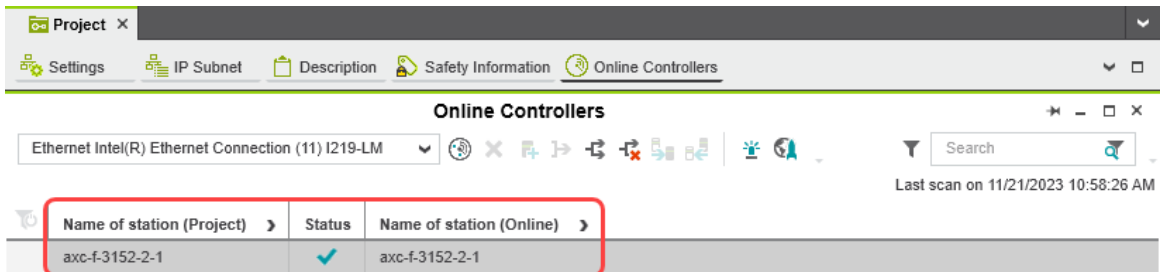 Project
Settings IP Subnet Description Safety Information Online Controllers
Online Controllers
Ethernet Intel(R) Ethernet Connection (11) I219-LM Search
Last scan on 11/21/2023 10:58:26 AM
Name of station (Project) Status Name of station (Online)
axc-f-3152-2-1 axc-f-3152-2-1